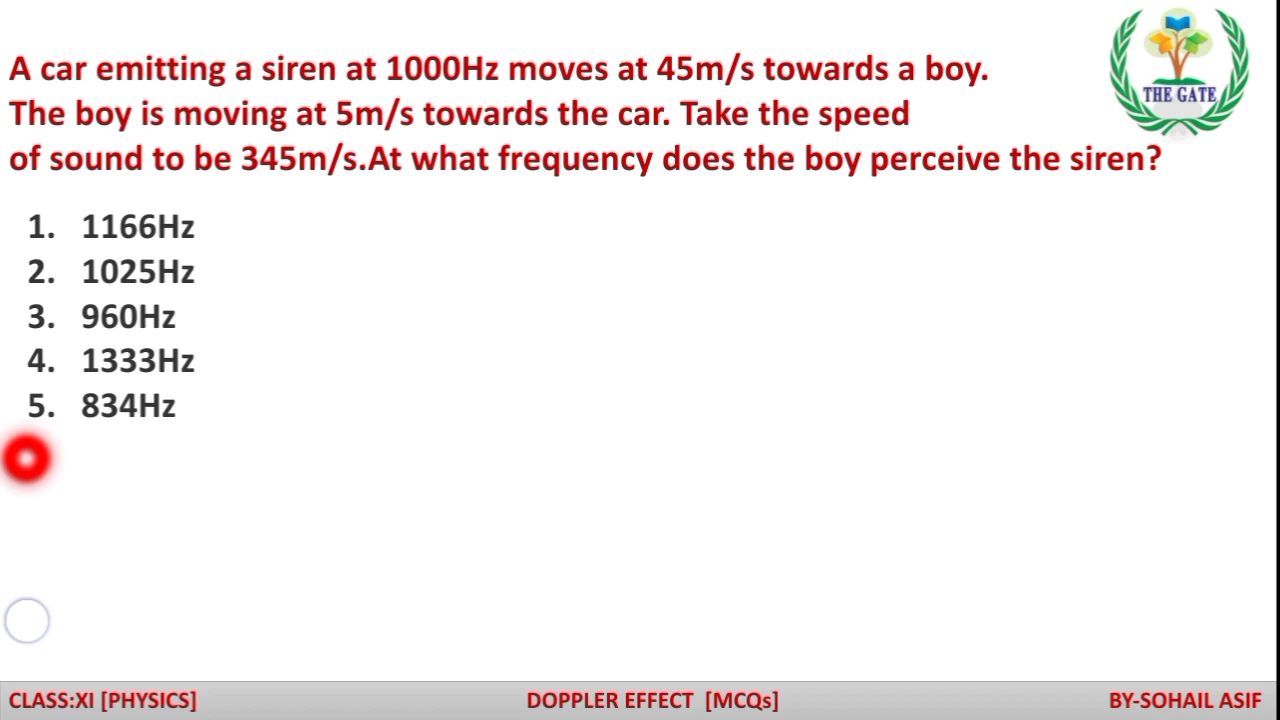 A car emitting a siren at 1000Hz moves at 45m/s towards a boy.
The boy is moving at 5m/s towards the car. Take the speed
of sound to be 345m/s.At what frequency does the boy perceive the siren?
THE GATE
1. 1166Hz
2. 1025Hz
3. 960Hz
4. 1333Hz
5. 834Hz
CLASS:XI [PHYSICS]
DOPPLER EFFECT [MCQs]
BY-SOHAIL ASIF